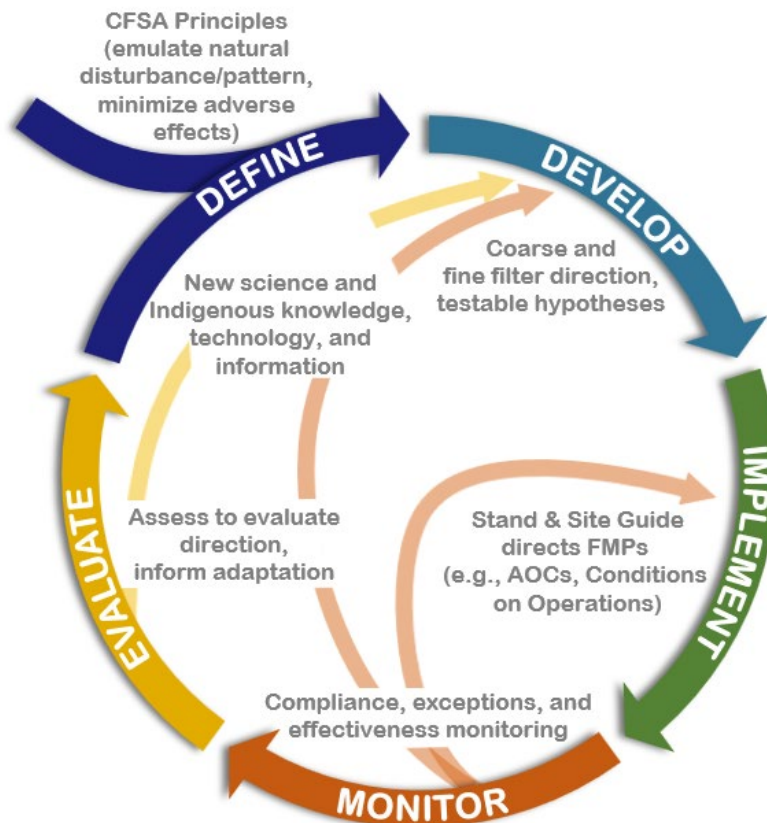 CFSA Principles
(emulate natural
disturbance/pattern,
minimize adverse
effects)
DEFINE
DEVELOP
Coarse and
fine filter direction,
testable hypotheses
New science and
Indigenous knowledge,
technology, and
information
IMPLEMENT
Stand & Site Guide
directs FMPs
(e.g., AOCs, Conditions
on Operations)
Compliance, exceptions, and
effectiveness monitoring
MONITOR
Assess to evaluate
direction,
inform adaptation
EVALUATE